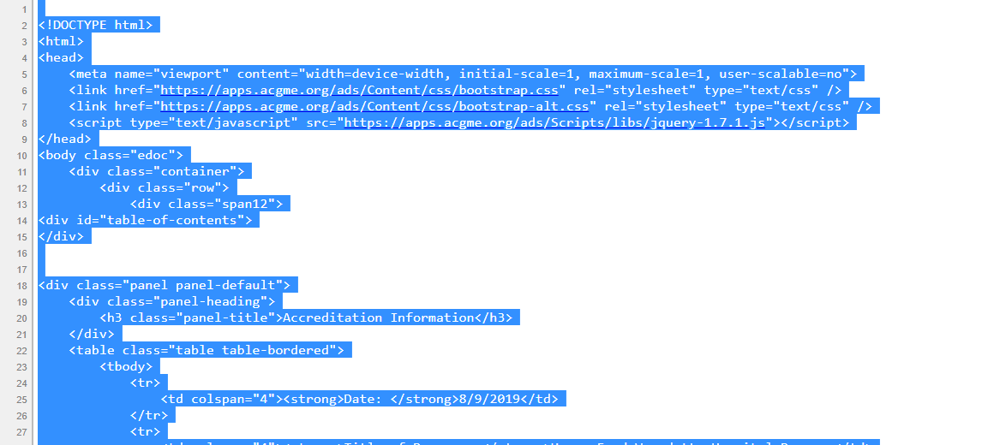 1
2 <!DOCTYPE html>
3 <html>
4 <head>
5 <meta name="viewport" content="width=device-width, initial-scale=1, maximum-scale=1, user-scalable=no">
6 <link href="https://apps.acgme.org/ads/Content/css/bootstrap.css" rel="stylesheet" type="text/css" />
7 <link href="https://apps.acgme.org/ads/Content/css/bootstrap-alt.css" rel="stylesheet" type="text/css" />
8 <script type="text/javascript" src="https://apps.acgme.org/ads/Scripts/libs/jquery-1.7.1.js"></script>
9 </head>
10 <body class="edoc">
11 <div class="container">
12 <div class="row">
13 <div class="span12">
14 <div id="table-of-contents">
15 </div>
16
17
18 <div class="panel panel-default">
19 <div class="panel-heading">
20 <h3 class="panel-title">Accreditation Information</h3>
21 </div>
22 <table class="table table-bordered">
23 <tbody>
24 <tr>
25 <td colspan="4"><strong>Date: </strong>8/9/2019</td>
26 </tr>
27 <tr>